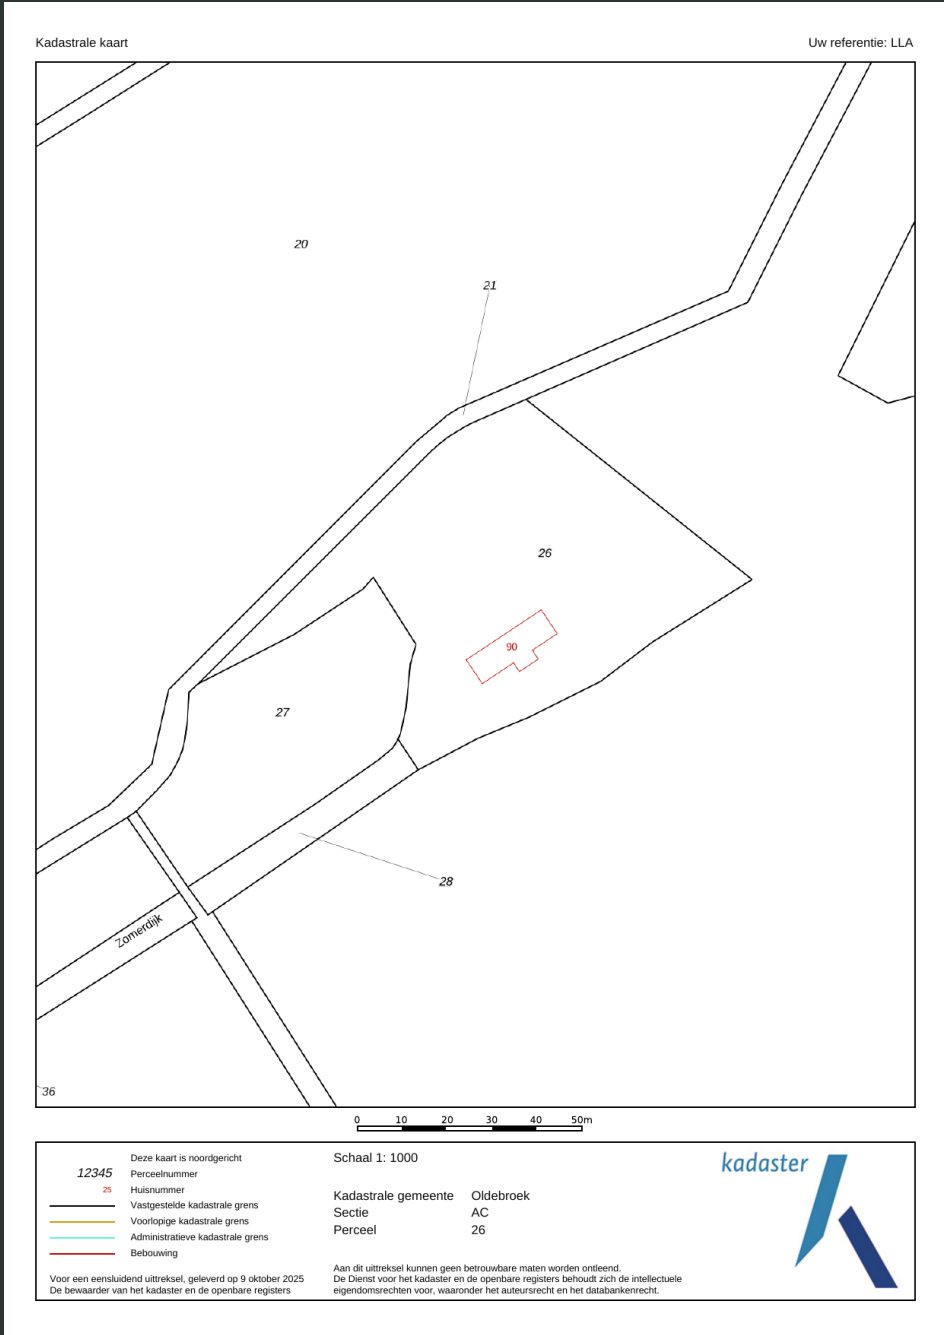 Kadastrale kaart
Uw referentie: LLA
20
21
26
90
27
28
Zomerdijk
36
0 10 20 30 40 50m
Deze kaart is noordgericht
12345 Perceelnummer
25 Huisnummer
Vastgestelde kadastrale grens
Voorlopige kadastrale grens
Administratieve kadastrale grens
Bebouwing
Voor een eensluidend uittreksel, geleverd op 9 oktober 2025
De bewaarder van het kadaster en de openbare registers
Schaal 1: 1000
Kadastrale gemeente Oldebroek
Sectie AC
Perceel 26
Aan dit uittreksel kunnen geen betrouwbare maten worden ontleend.
De Dienst voor het kadaster en de openbare registers behoudt zich de intellectuele
eigendomsrechten voor, waaronder het auteursrecht en het databankenrecht.
kadaster